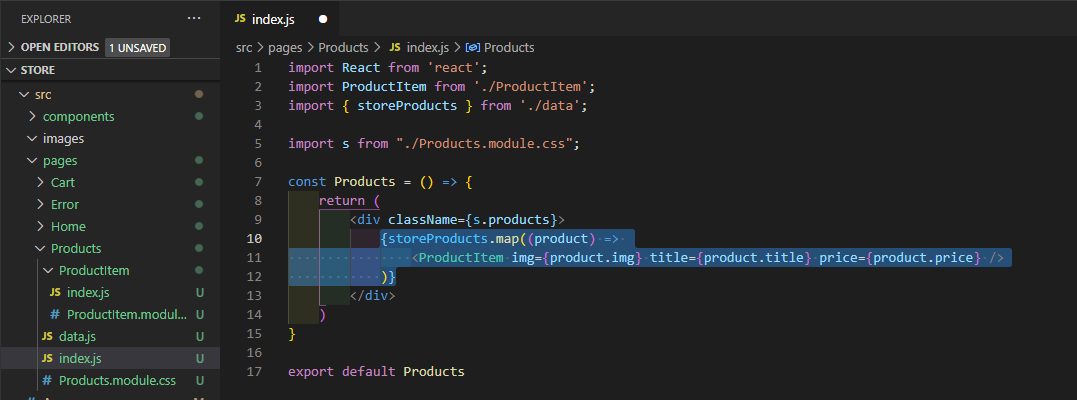 EXPLORER ···
OPEN EDITORS 1 UNSAVED
STORE
src
components
images
pages
Cart
Error
Home
Products
ProductItem
JS index.js U
# ProductItem.modul... U
JS data.js U
JS index.js U
# Products.module.css U
JS index.js
src > pages > Products > JS index.js > Products
1 import React from 'react';
2 import ProductItem from './ProductItem';
3 import { storeProducts } from './data';
4
5 import s from "./Products.module.css";
6
7 const Products = () => {
8 return (
9 <div className={s.products}>
10 {storeProducts.map((product) =>
11 <ProductItem img={product.img} title={product.title} price={product.price} />
12 )}
13 </div>
14 )
15 }
16
17 export default Products